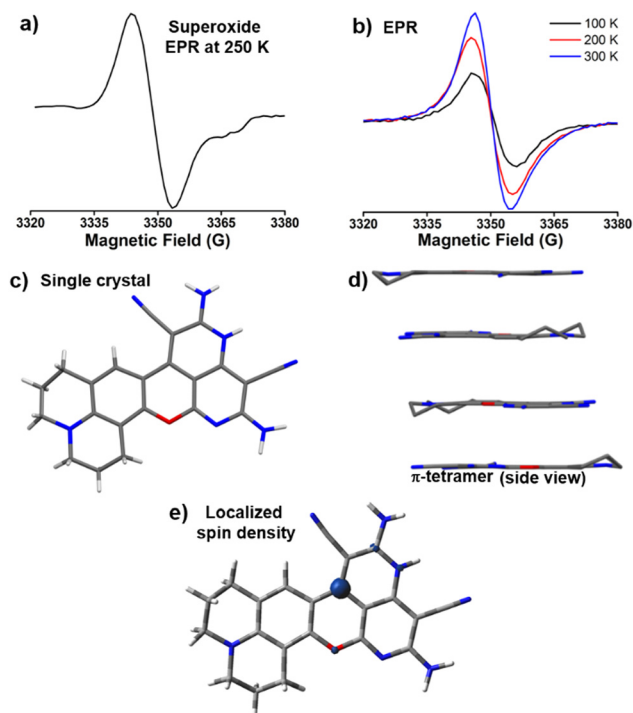 a) Superoxide
EPR at 250 K
3320 3335 3350 3365 3380
Magnetic Field (G)
b) EPR
100 K
200 K
300 K
3320 3335 3350 3365 3380
Magnetic Field (G)
c) Single crystal
d)
π-tetramer (side view)
e) Localized
spin density